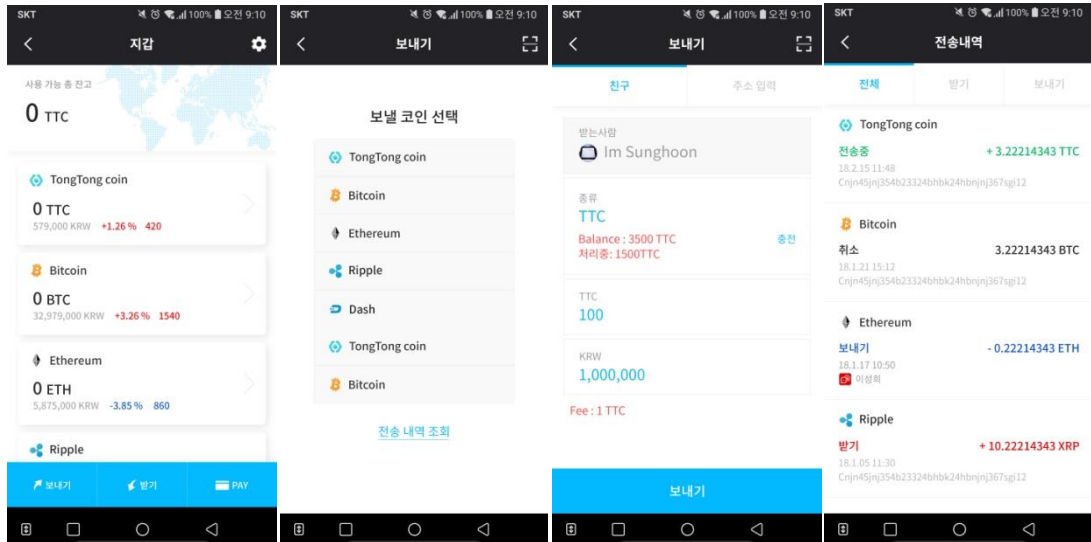 SKT 100% 오전 9:10
지갑
사용 가능 총 잔고
0 TTC
TongTong coin
0 TTC
579,000 KRW +1.26 % 420
Bitcoin
0 BTC
32,979,000 KRW +3.26 % 1540
Ethereum
0 ETH
5,875,000 KRW -3.85 % 860
Ripple
보내기 받기 PAY
SKT 100% 오전 9:10
보내기
보낼 코인 선택
TongTong coin
Bitcoin
Ethereum
Ripple
Dash
TongTong coin
Bitcoin
전송 내역 조회
SKT 100% 오전 9:10
보내기
친구 주소 입력
받는사람
Im Sunghoon
종류
TTC
Balance : 3500 TTC 충전
처리중: 1500TTC
TTC
100
KRW
1,000,000
Fee : 1 TTC
보내기
SKT 100% 오전 9:10
전송내역
전체 받기 보내기
TongTong coin
전송중 + 3.22214343 TTC
18.2.15 11:48
Cnjn45jnj354b23324bhbk24hbnjnj367sgi12
Bitcoin
취소 3.22214343 BTC
18.1.21 15:12
Cnjn45jnj354b23324bhbk24hbnjnj367sgi12
Ethereum
보내기 - 0.22214343 ETH
18.1.17 10:50
이성희
Ripple
받기 + 10.22214343 XRP
18.1.05 11:30
Cnjn45jnj354b23324bhbk24hbnjnj367sgi12